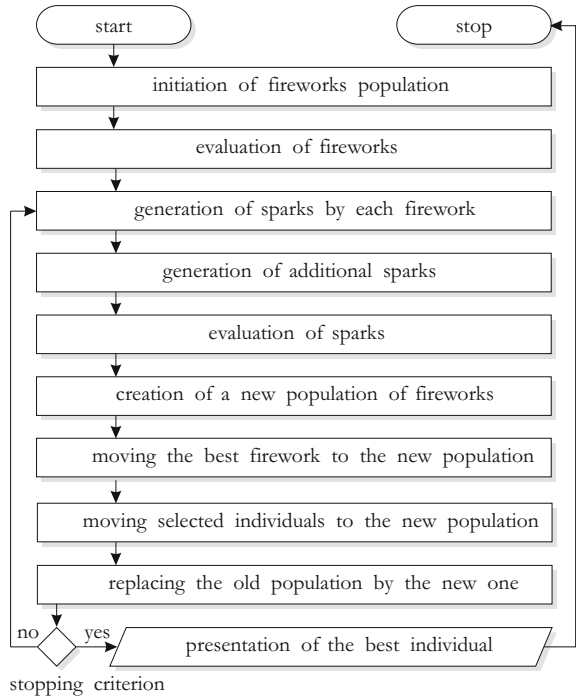 start
stop
initiation of fireworks population
evaluation of fireworks
generation of sparks by each firework
generation of additional sparks
evaluation of sparks
creation of a new population of fireworks
moving the best firework to the new population
moving selected individuals to the new population
replacing the old population by the new one
no
yes
presentation of the best individual
stopping criterion